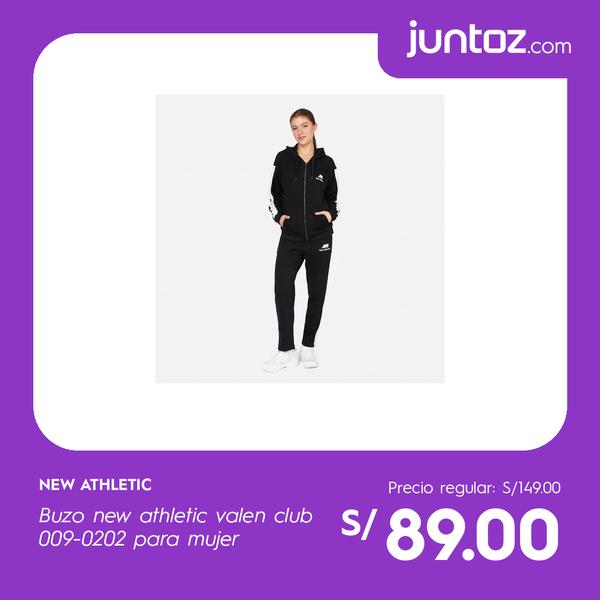 juntoz.com
NEW ATHLETIC
Buzo new athletic valen club
009-0202 para mujer
Precio regular: S/149.00
S/ 89.00